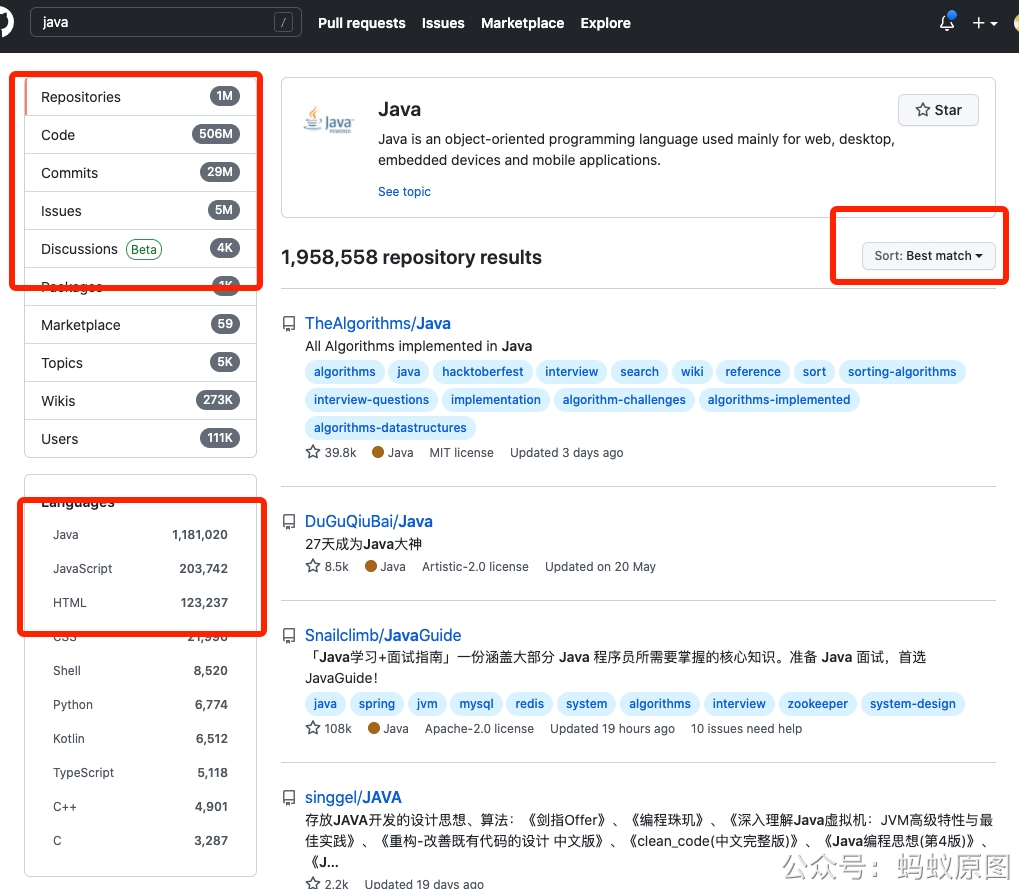 java /
Pull requests Issues Marketplace Explore
Repositories 1M
Code 506M
Commits 29M
Issues 5M
Discussions Beta 4K
Packages 1K
Marketplace 59
Topics 5K
Wikis 273K
Users 111K
Languages
Java 1,181,020
JavaScript 203,742
HTML 123,237
CSS 21,996
Shell 8,520
Python 6,774
Kotlin 6,512
TypeScript 5,118
C++ 4,901
C 3,287
Java POWERED
Java
Star
Java is an object-oriented programming language used mainly for web, desktop,
embedded devices and mobile applications.
See topic
1,958,558 repository results
Sort: Best match
TheAlgorithms/Java
All Algorithms implemented in Java
algorithms java hacktoberfest interview search wiki reference sort sorting-algorithms
interview-questions implementation algorithm-challenges algorithms-implemented
algorithms-datastructures
39.8k Java MIT license Updated 3 days ago
DuGuQiuBai/Java
27天成为Java大神
8.5k Java Artistic-2.0 license Updated on 20 May
Snailclimb/JavaGuide
「Java学习+面试指南」一份涵盖大部分 Java 程序员所需要掌握的核心知识。准备 Java 面试，首选
JavaGuide！
java spring jvm mysql redis system algorithms interview zookeeper system-design
108k Java Apache-2.0 license Updated 19 hours ago 10 issues need help
singgel/JAVA
存放JAVA开发的设计思想、算法：《剑指Offer》、《编程珠玑》、《深入理解Java虚拟机：JVM高级特性与最
佳实践》、《重构-改善既有代码的设计 中文版》、《clean_code(中文完整版)》、《Java编程思想(第4版)》、
《J...
2.2k Updated 19 days ago
公众号：蚂蚁原图